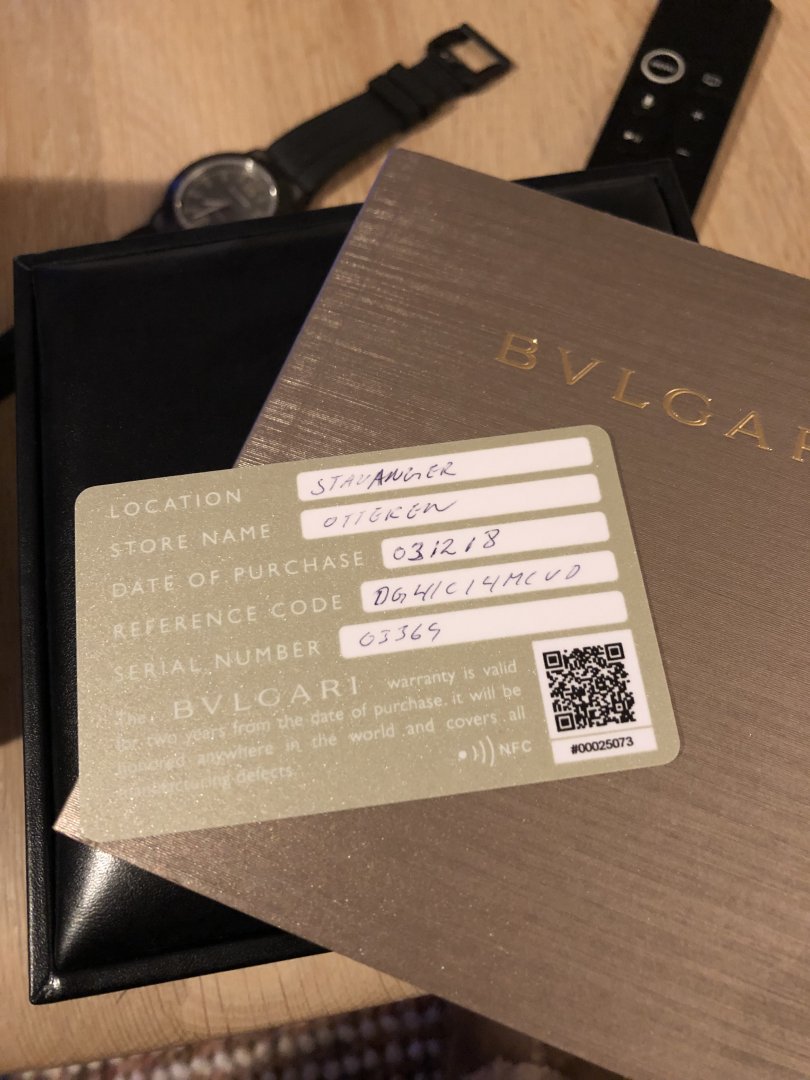 BVLGARI
LOCATION STAVANGER
STORE NAME OTTEREN
DATE OF PURCHASE 031218
REFERENCE CODE DG41C14MCVD
SERIAL NUMBER 03369
The BVLGARI warranty is valid
for two years from the date of purchase. it will be
honored anywhere in the world and covers all
manufacturing defects
NFC
#00025073